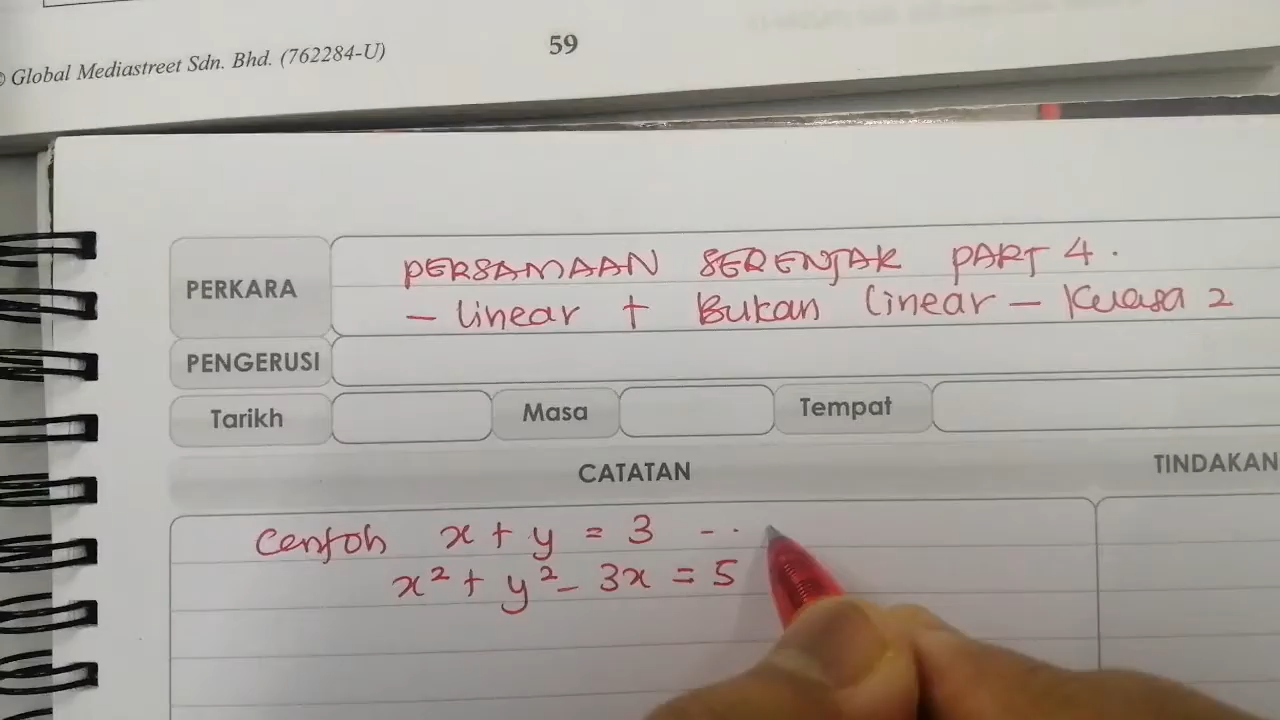 © Global Mediastreet Sdn. Bhd. (762284-U)
59
PERKARA
PERSAMAAN SERENTAK PART 4.
- linear + Bukan linear - Kuasa 2
PENGERUSI
Tarikh
Masa
Tempat
CATATAN
TINDAKAN
Contoh x + y = 3 - ..
x² + y² - 3x = 5